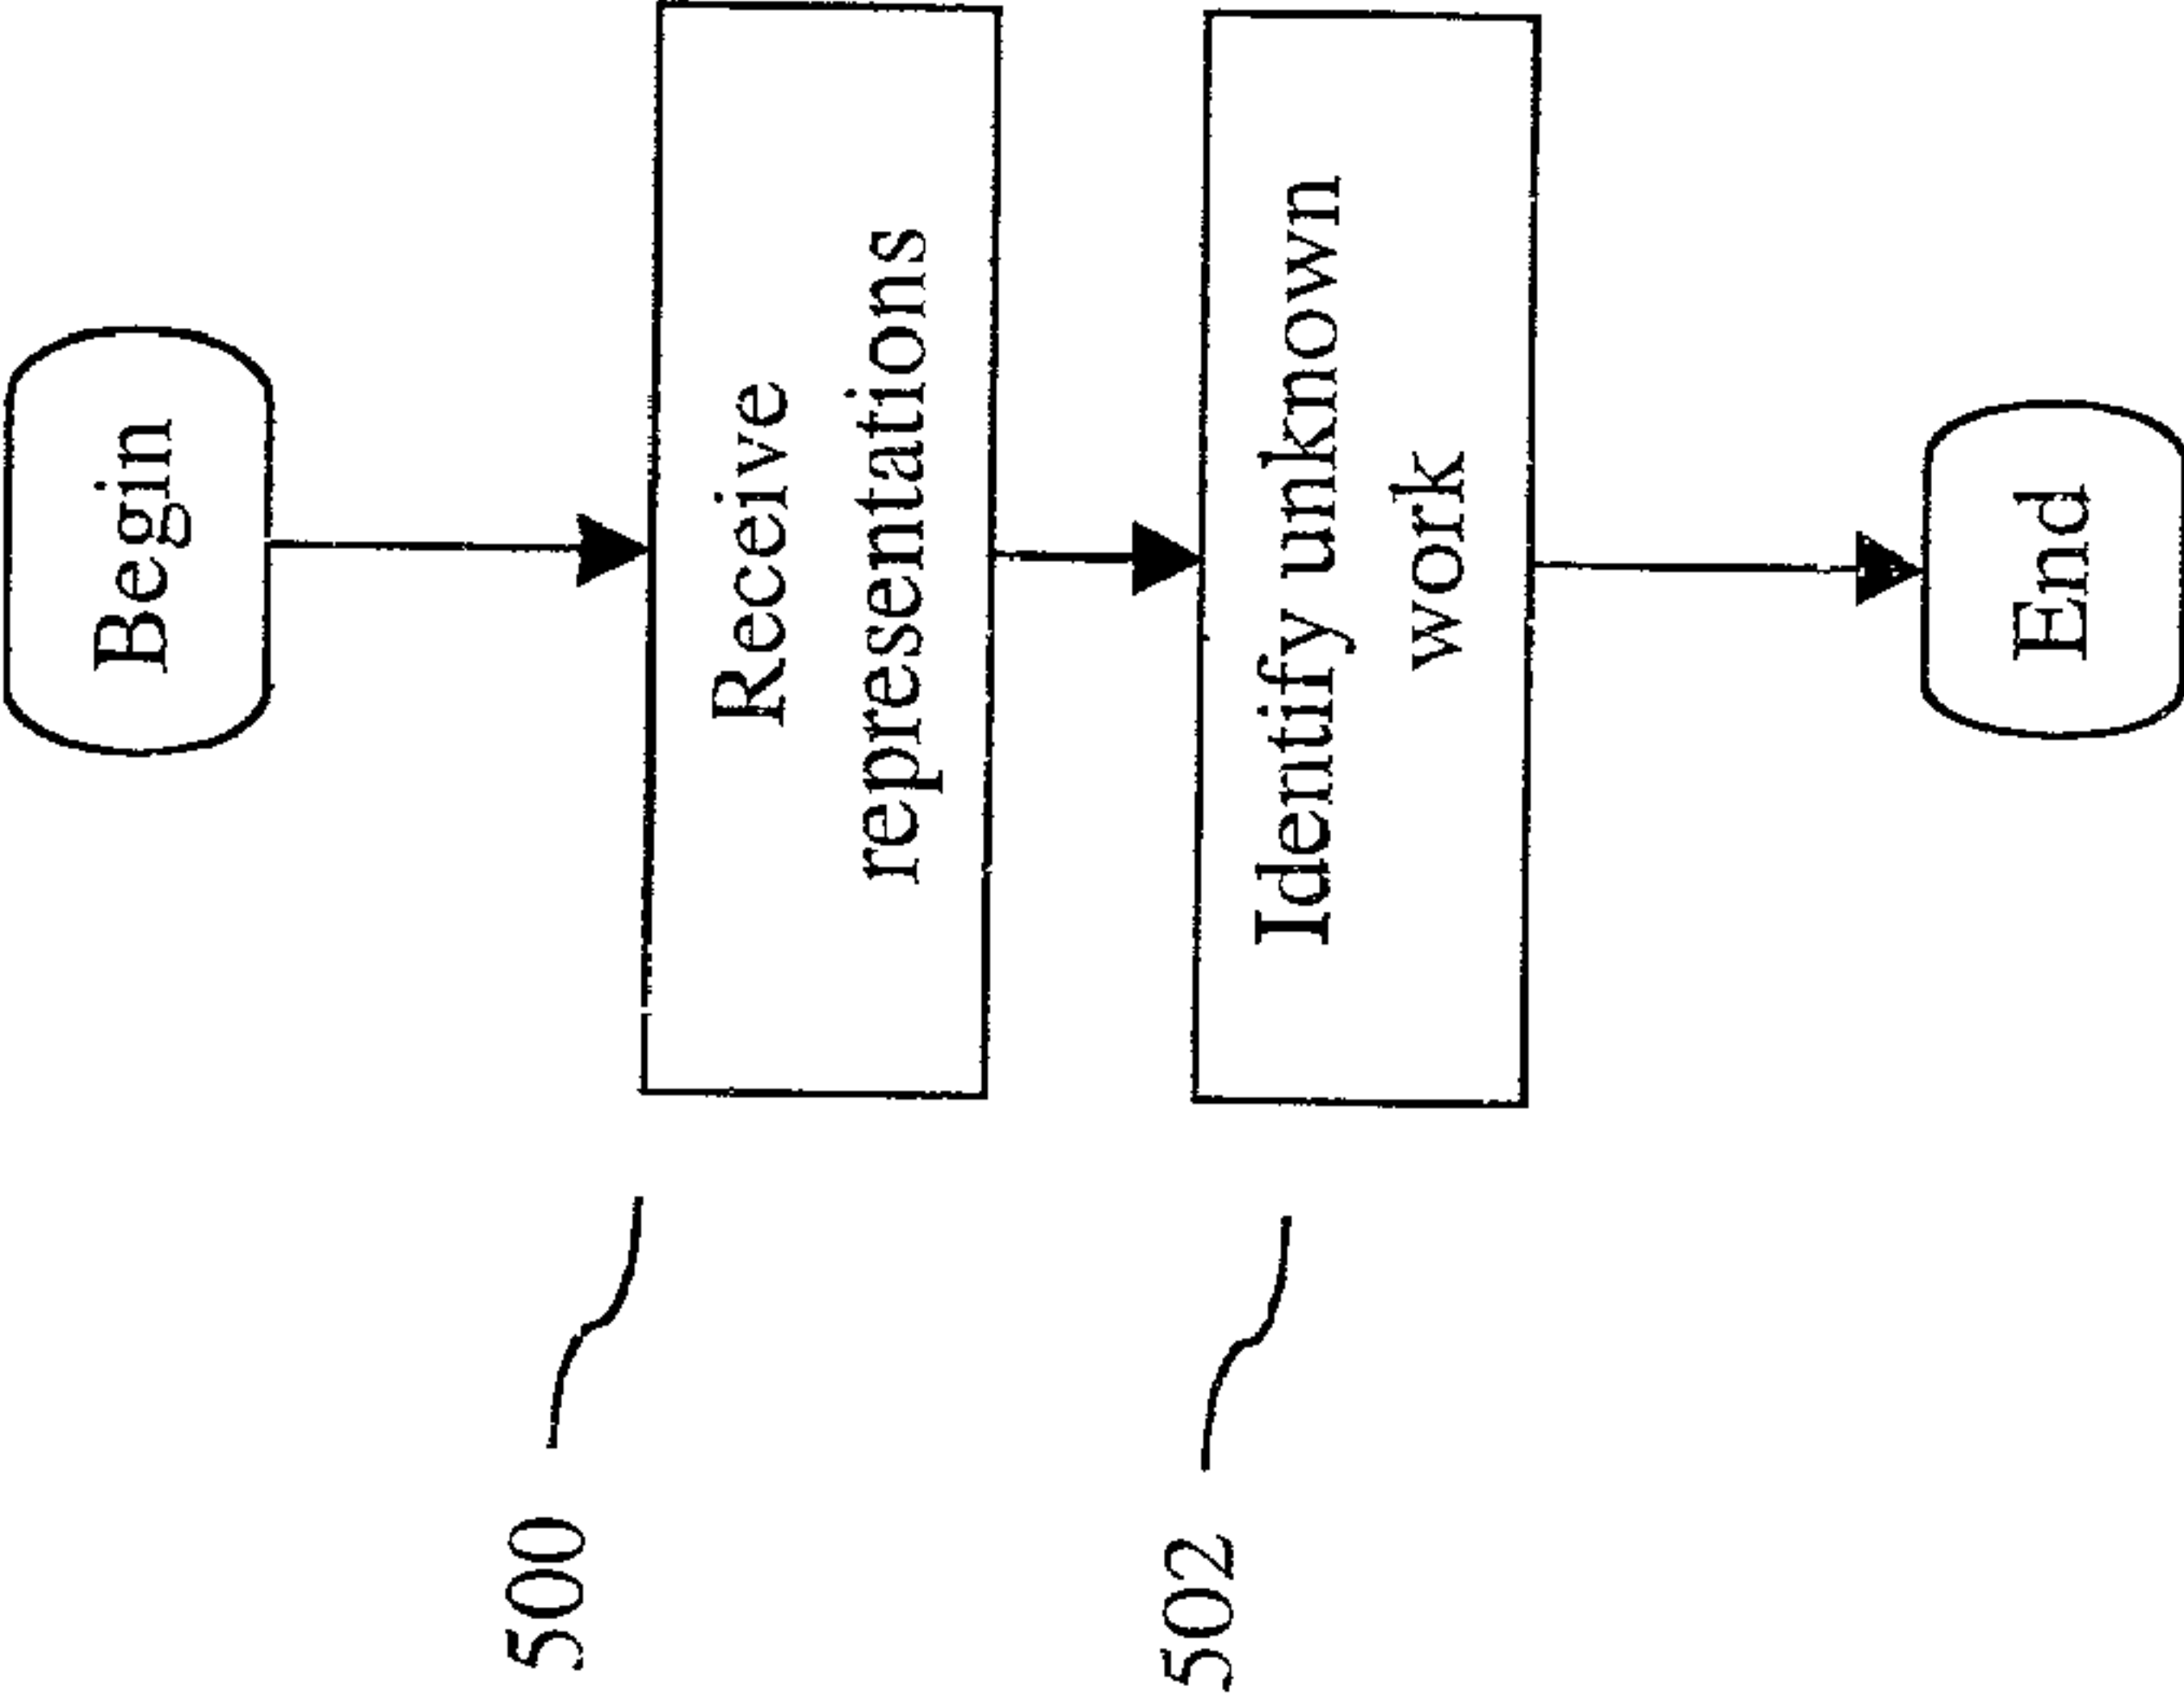 Begin
500
Receive
representations
502
Identify unknown
work
End